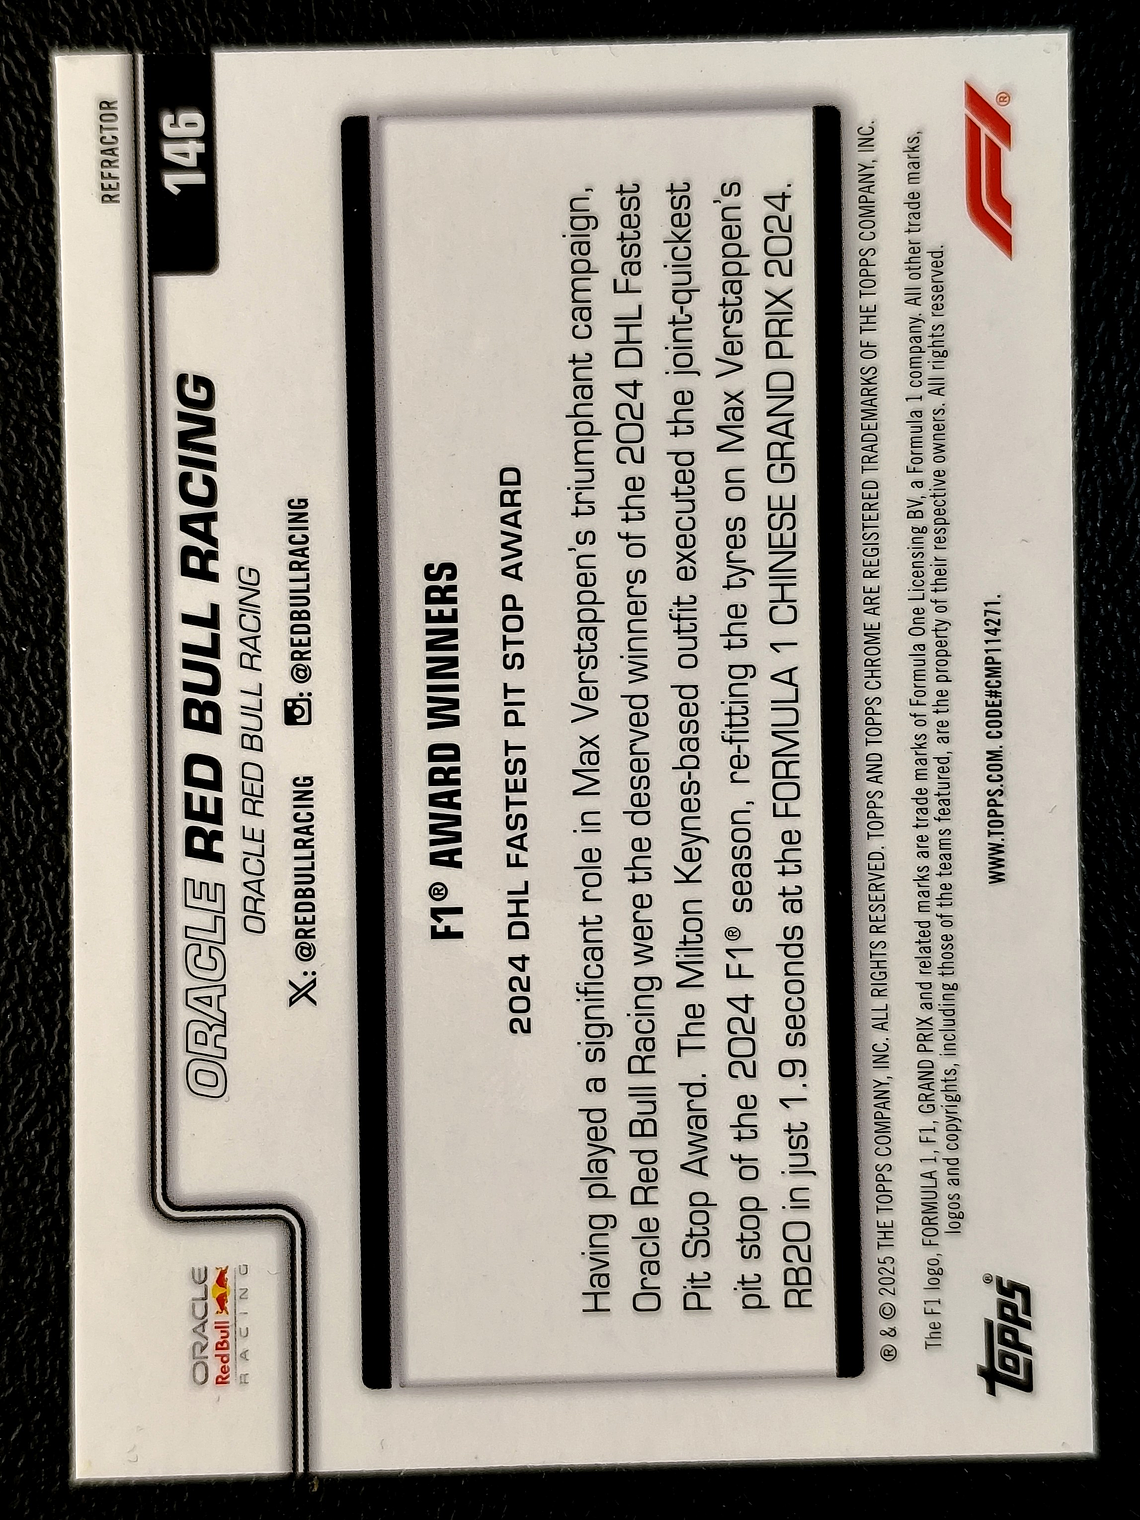 REFRACTOR
146
ORACLE
Red Bull
RACING
ORACLE RED BULL RACING
ORACLE RED BULL RACING
X: @REDBULLRACING : @REDBULLRACING
F1® AWARD WINNERS
2024 DHL FASTEST PIT STOP AWARD
Having played a significant role in Max Verstappen's triumphant campaign,
Oracle Red Bull Racing were the deserved winners of the 2024 DHL Fastest
Pit Stop Award. The Milton Keynes-based outfit executed the joint-quickest
pit stop of the 2024 F1® season, re-fitting the tyres on Max Verstappen's
RB20 in just 1.9 seconds at the FORMULA 1 CHINESE GRAND PRIX 2024.
® & © 2025 THE TOPPS COMPANY, INC. ALL RIGHTS RESERVED. TOPPS AND TOPPS CHROME ARE REGISTERED TRADEMARKS OF THE TOPPS COMPANY, INC.
The F1 logo, FORMULA 1, F1, GRAND PRIX and related marks are trade marks of Formula One Licensing BV, a Formula 1 company. All other trade marks,
logos and copyrights, including those of the teams featured, are the property of their respective owners. All rights reserved.
topps®
WWW.TOPPS.COM. CODE#CMP114271.
F1®